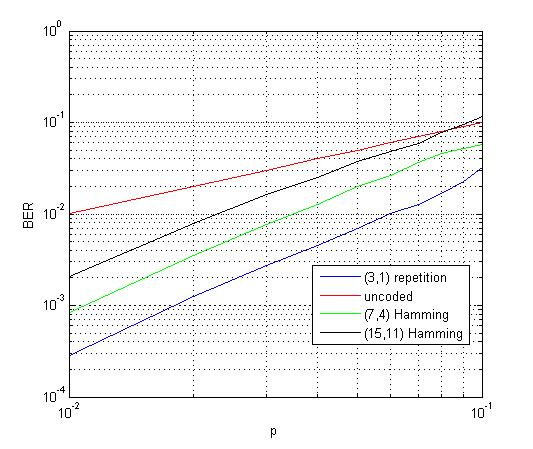 10^0
10^-1
10^-2
10^-3
10^-4
BER
(3,1) repetition
uncoded
(7,4) Hamming
(15,11) Hamming
10^-2
10^-1
p